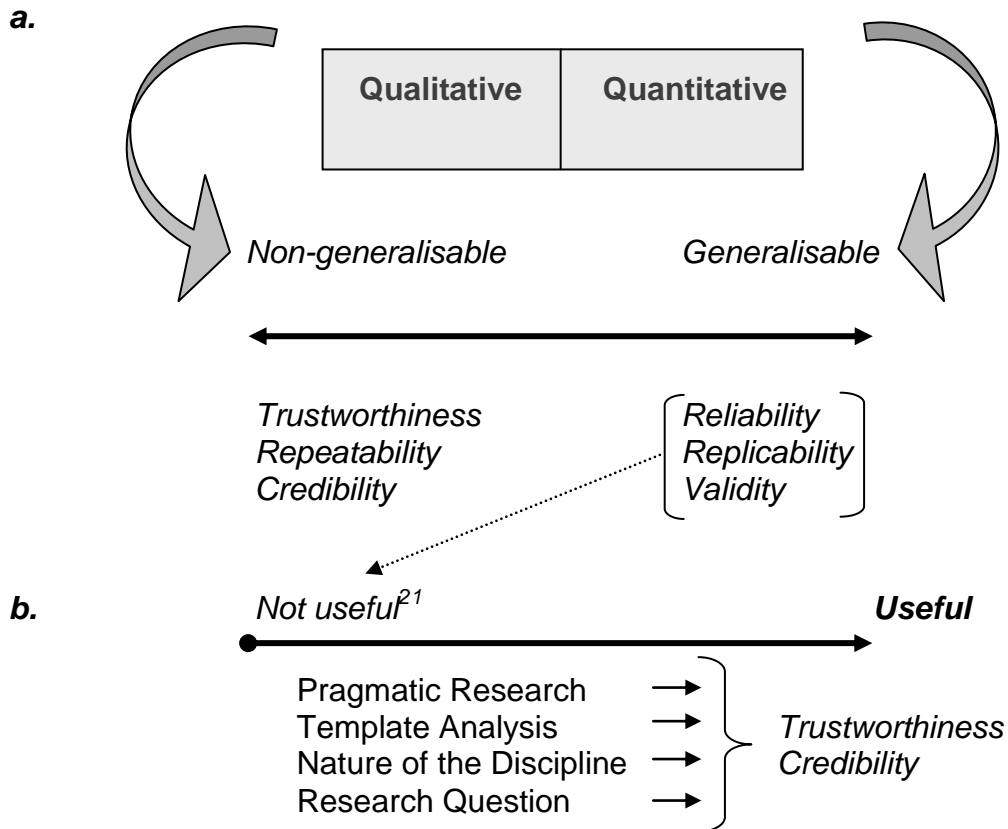 a.
Qualitative Quantitative
Non-generalisable Generalisable
Trustworthiness Reliability
Repeatability Replicability
Credibility Validity
b. Not useful21 Useful
Pragmatic Research
Template Analysis Trustworthiness
Nature of the Discipline Credibility
Research Question